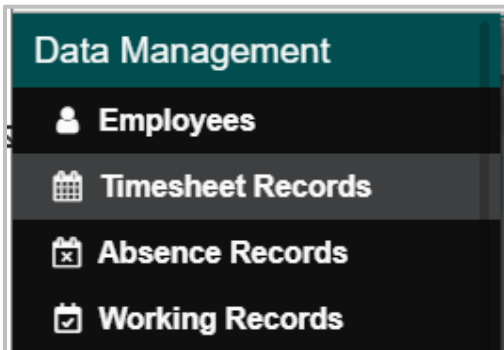 Data Management
Employees
Timesheet Records
Absence Records
Working Records